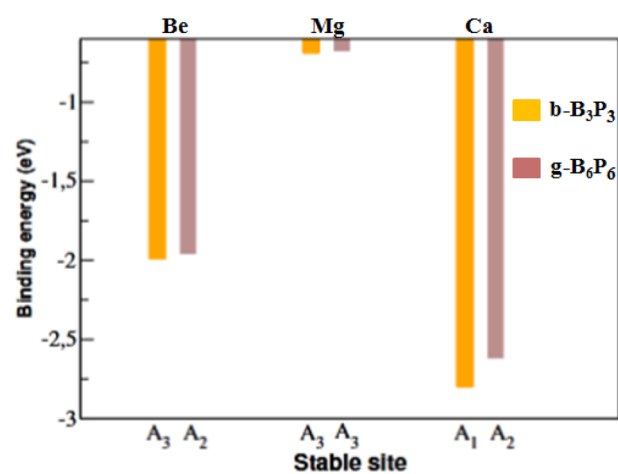 Be Mg Ca
-1
-1,5
-2
-2,5
-3
Binding energy (eV)
b-B₃P₃
g-B₆P₆
A₃ A₂ A₃ A₃ A₁ A₂
Stable site